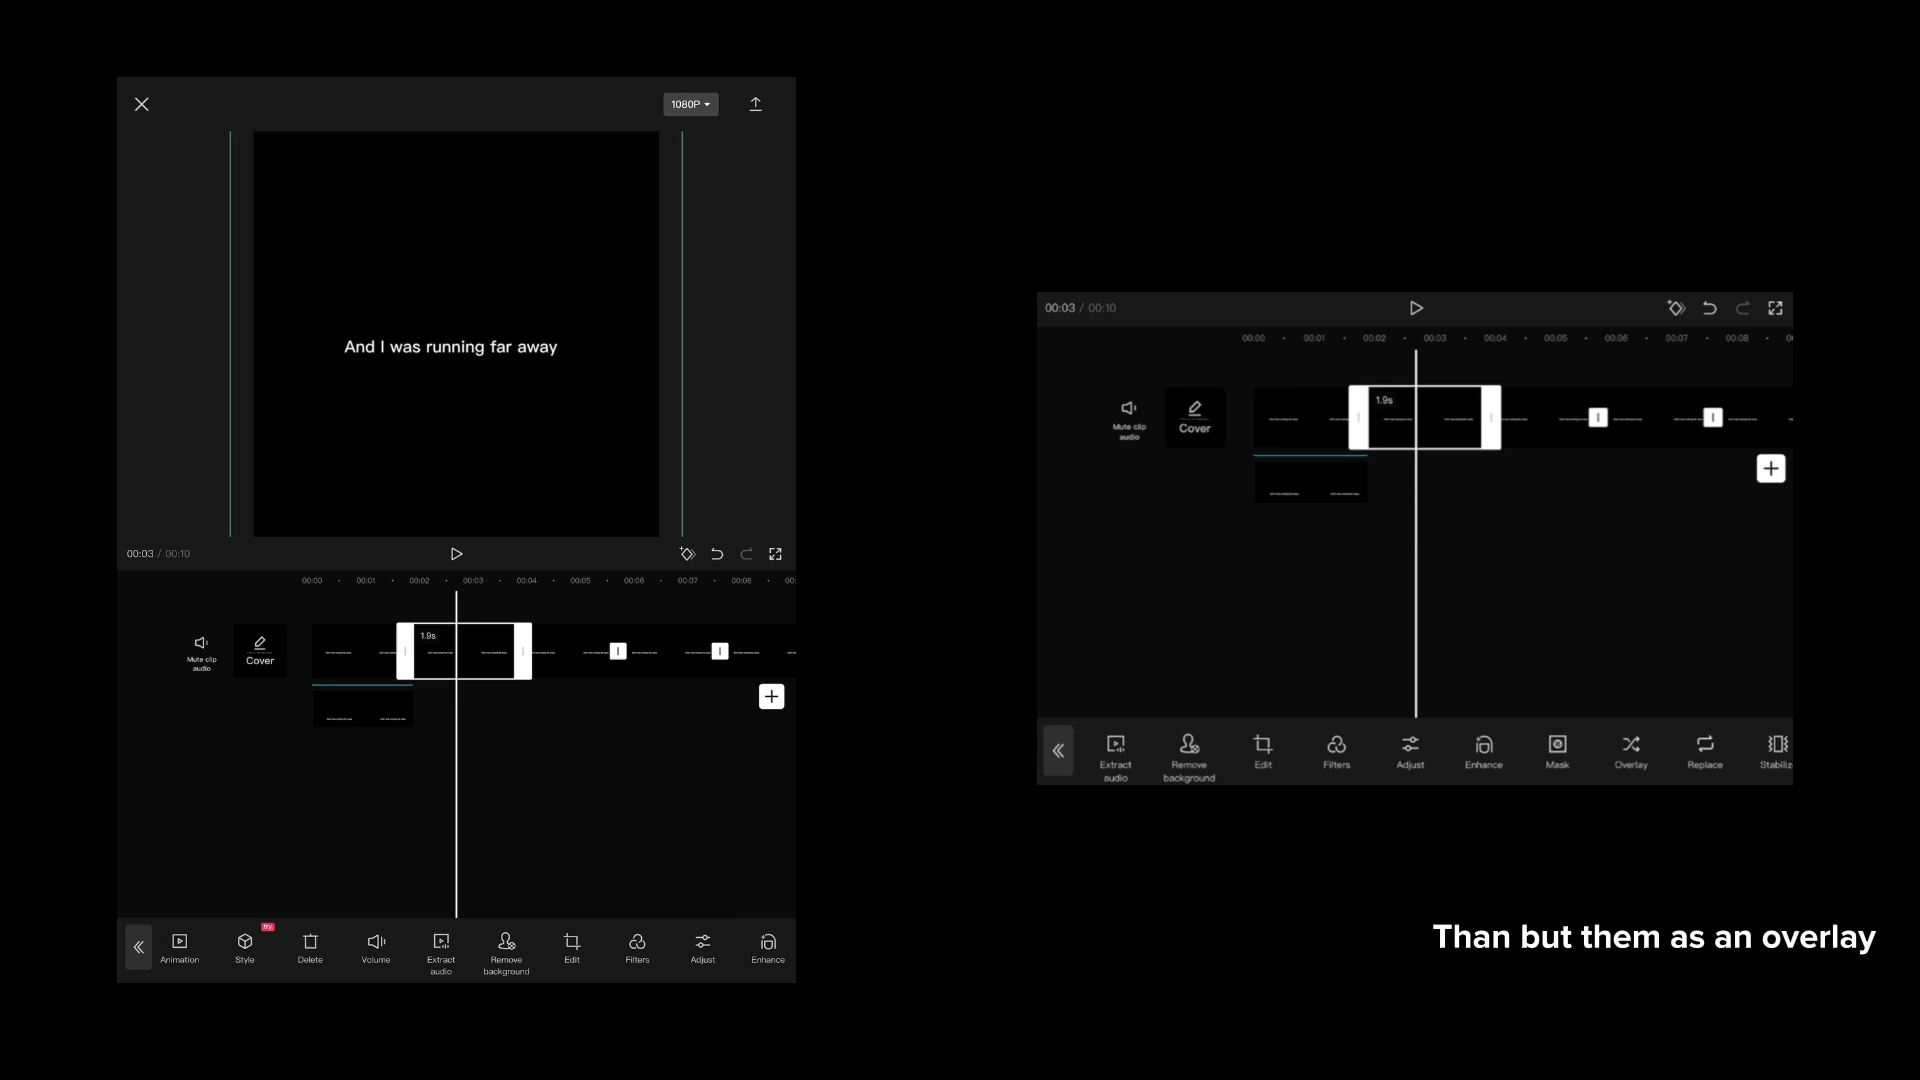 1080P
And I was running far away
00:03 / 00:10
00:00 · 00:01 · 00:02 · 00:03 · 00:04 · 00:05 · 00:06 · 00:07 · 00:08 · 00:
Mute clip
audio
Cover
1.9s
try
Animation
Style
Delete
Volume
Extract
audio
Remove
background
Edit
Filters
Adjust
Enhance
00:03 / 00:10
00:00 · 00:01 · 00:02 · 00:03 · 00:04 · 00:05 · 00:06 · 00:07 · 00:08 · 0
Mute clip
audio
Cover
1.9s
Extract
audio
Remove
background
Edit
Filters
Adjust
Enhance
Mask
Overlay
Replace
Stabiliz
Than but them as an overlay